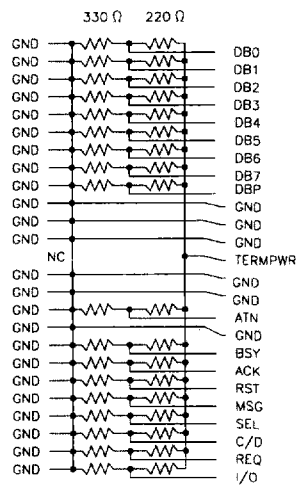 330 Ω 220 Ω
GND DB0
GND DB1
GND DB2
GND DB3
GND DB4
GND DB5
GND DB6
GND DB7
GND DBP
GND GND
GND GND
GND GND
NC TERMPWR
GND GND
GND GND
GND ATN
GND GND
GND BSY
GND ACK
GND RST
GND MSG
GND SEL
GND C/D
GND REQ
GND I/O